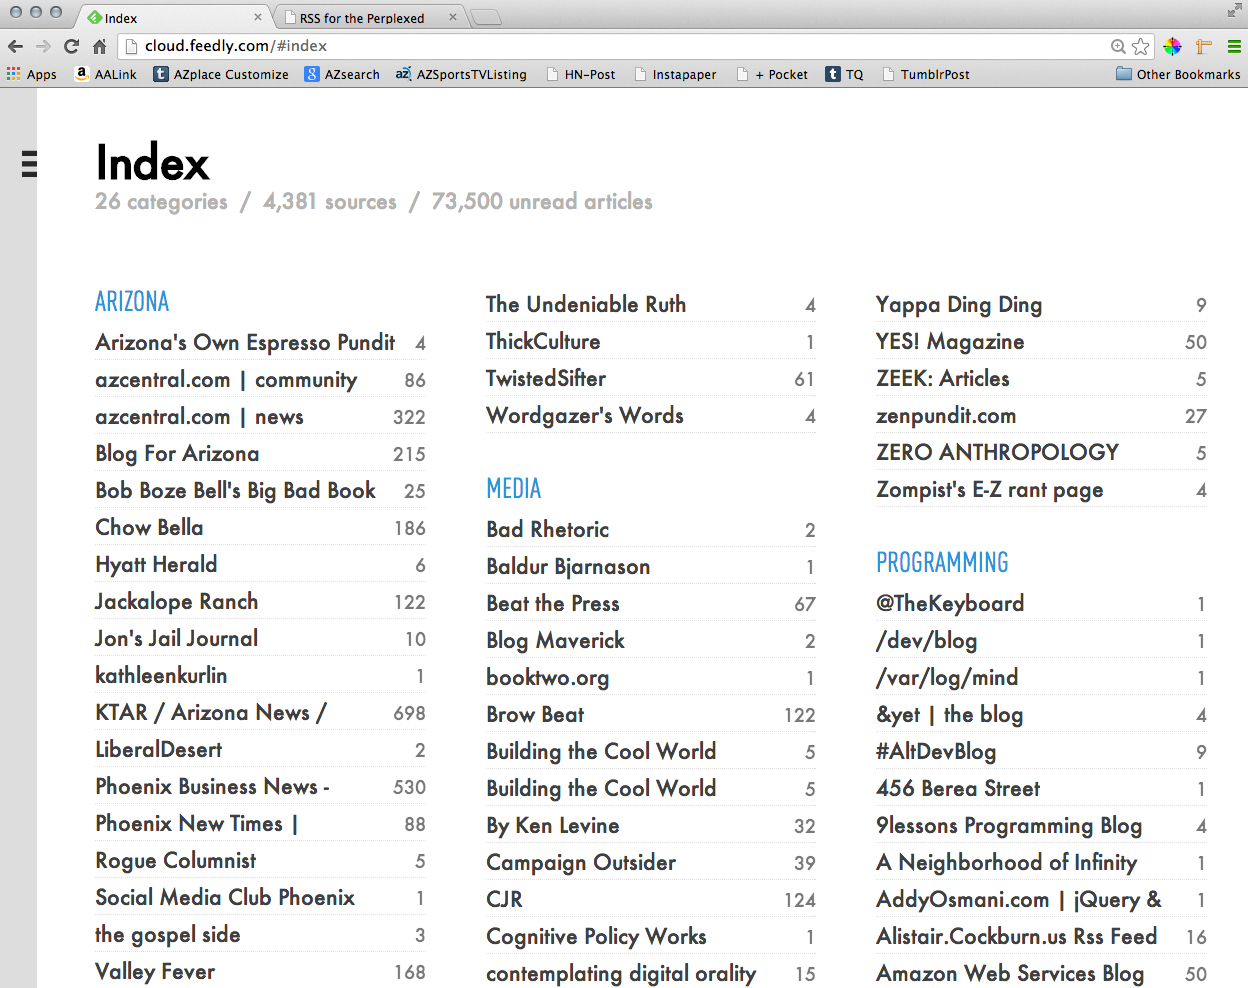 Index
RSS for the Perplexed
cloud.feedly.com/#index
Apps
AALink
AZplace Customize
AZsearch
AZSportsTVListing
HN-Post
Instapaper
+ Pocket
TQ
TumblrPost
Other Bookmarks
Index
26 categories / 4,381 sources / 73,500 unread articles
ARIZONA
Arizona's Own Espresso Pundit 4
azcentral.com | community 86
azcentral.com | news 322
Blog For Arizona 215
Bob Boze Bell's Big Bad Book 25
Chow Bella 186
Hyatt Herald 6
Jackalope Ranch 122
Jon's Jail Journal 10
kathleenkurlin 1
KTAR / Arizona News / 698
LiberalDesert 2
Phoenix Business News - 530
Phoenix New Times | 88
Rogue Columnist 5
Social Media Club Phoenix 1
the gospel side 3
Valley Fever 168
The Undeniable Ruth 4
ThickCulture 1
TwistedSifter 61
Wordgazer's Words 4
MEDIA
Bad Rhetoric 2
Baldur Bjarnason 1
Beat the Press 67
Blog Maverick 2
booktwo.org 1
Brow Beat 122
Building the Cool World 5
Building the Cool World 5
By Ken Levine 32
Campaign Outsider 39
CJR 124
Cognitive Policy Works 1
contemplating digital orality 15
Yappa Ding Ding 9
YES! Magazine 50
ZEEK: Articles 5
zenpundit.com 27
ZERO ANTHROPOLOGY 5
Zompist's E-Z rant page 4
PROGRAMMING
@TheKeyboard 1
/dev/blog 1
/var/log/mind 1
&yet | the blog 4
#AltDevBlog 9
456 Berea Street 1
9lessons Programming Blog 4
A Neighborhood of Infinity 1
AddyOsmani.com | jQuery & 1
Alistair.Cockburn.us Rss Feed 16
Amazon Web Services Blog 50